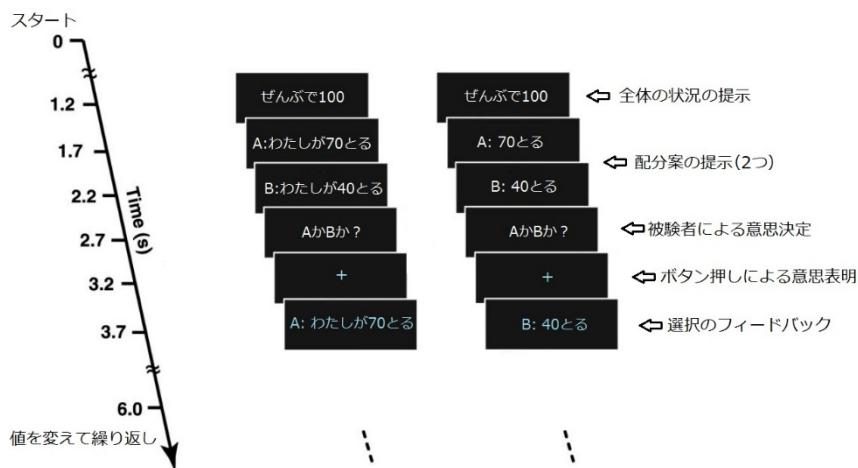 スタート
0
1.2
1.7
2.2
2.7
3.2
3.7
6.0
Time (s)
値を変えて繰り返し
ぜんぶで100
A:わたしが70とる
B:わたしが40とる
AかBか？
+
A: わたしが70とる
ぜんぶで100
A: 70とる
B: 40とる
AかBか？
+
B: 40とる
全体の状況の提示
配分案の提示(2つ)
被験者による意思決定
ボタン押しによる意思表明
選択のフィードバック